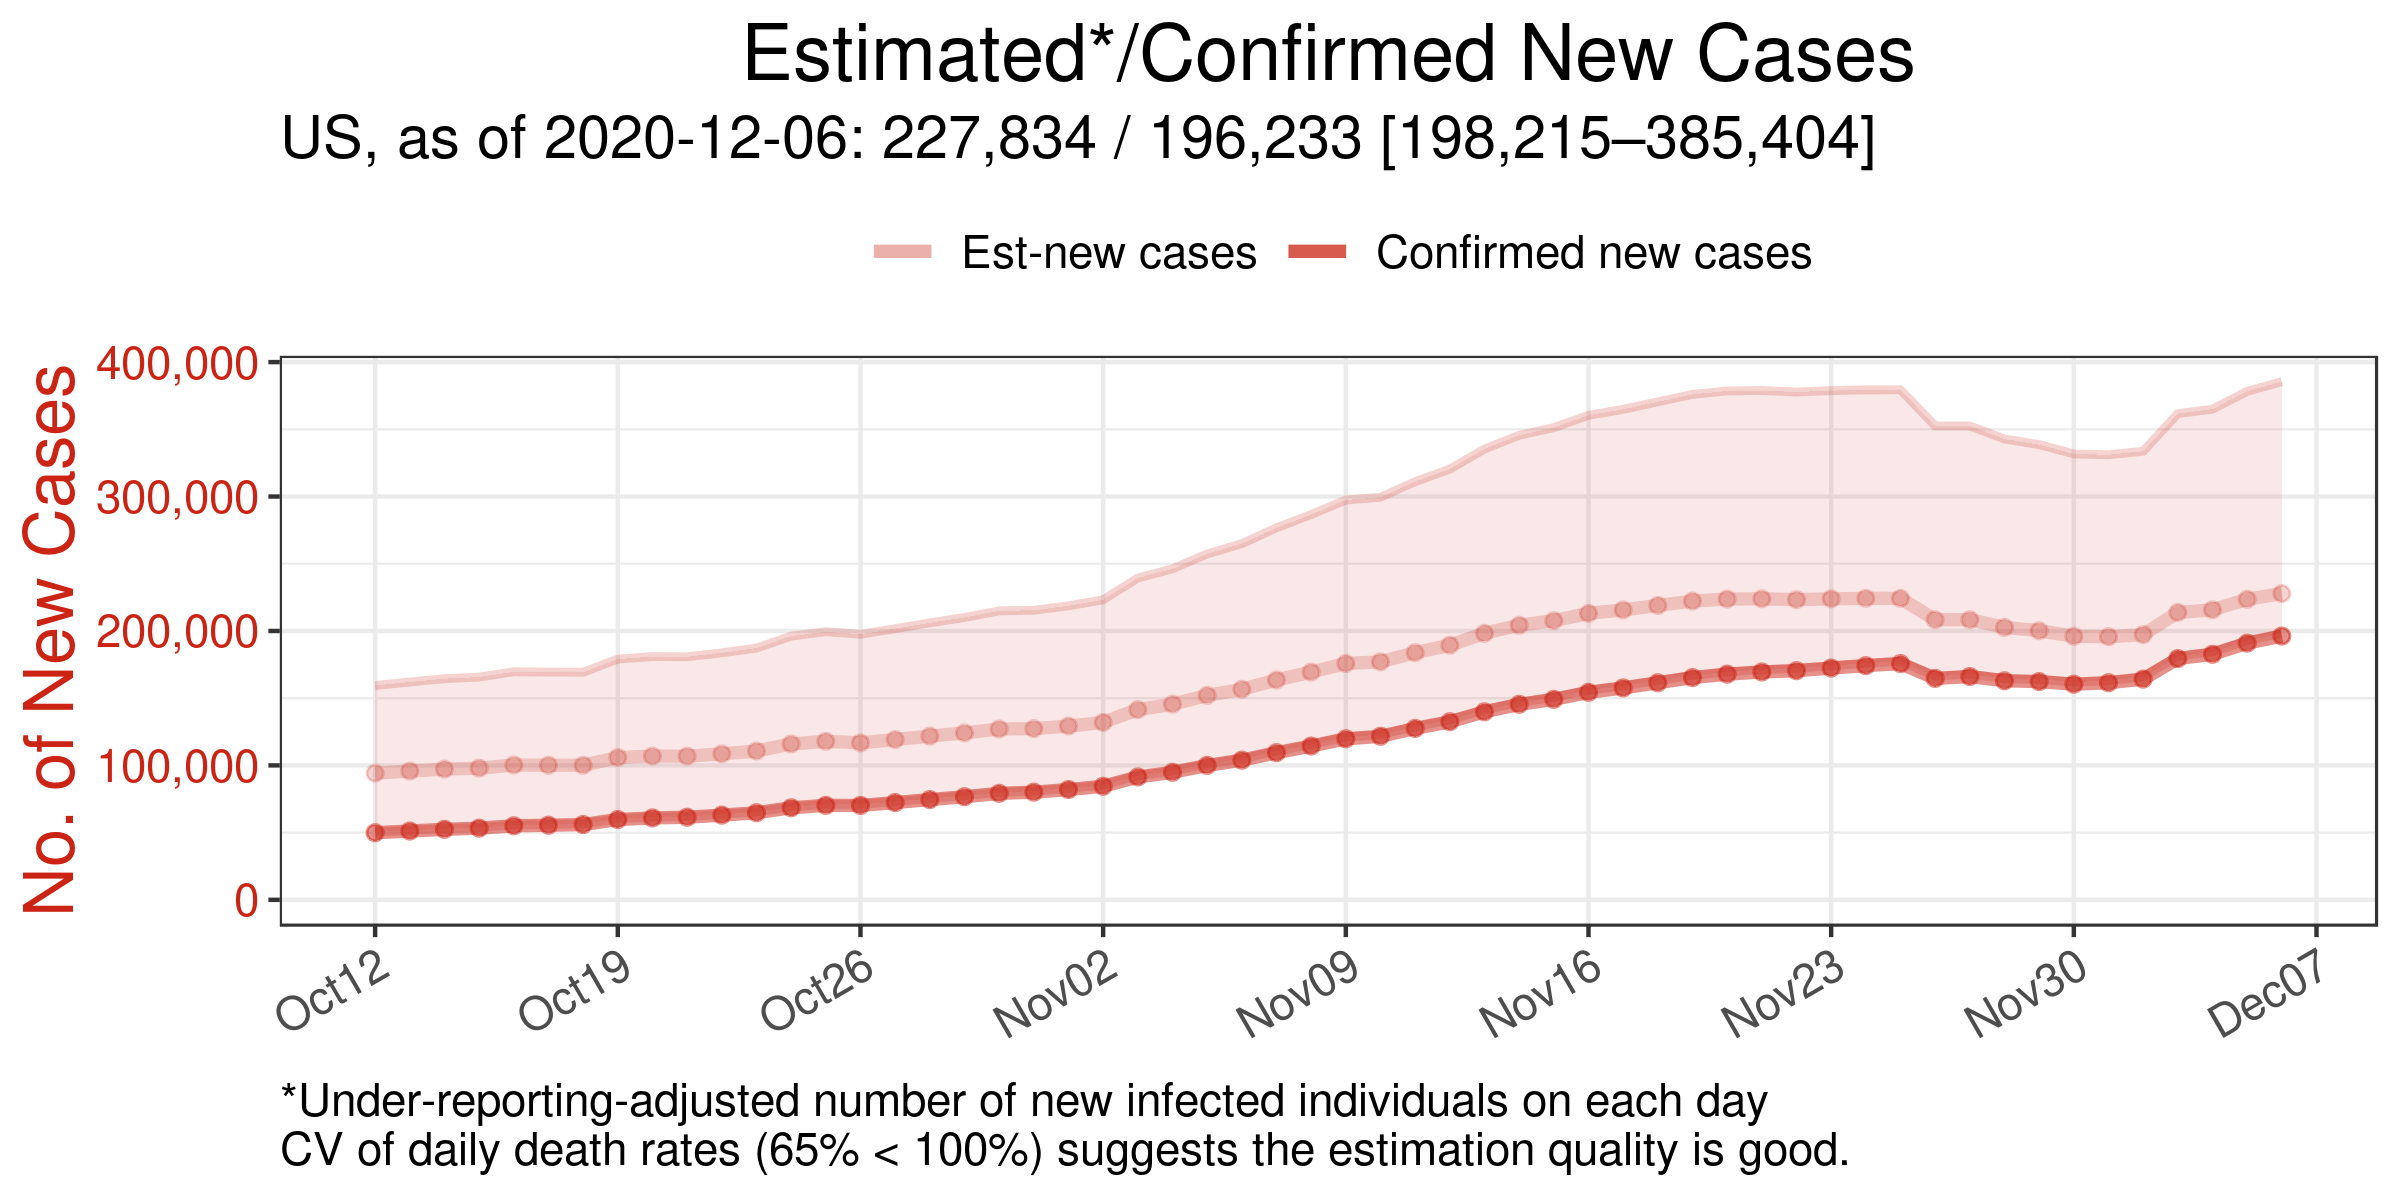 Estimated*/Confirmed New Cases
US, as of 2020-12-06: 227,834 / 196,233 [198,215–385,404]
Est-new cases
Confirmed new cases
No. of New Cases
400,000
300,000
200,000
100,000
0
Oct12
Oct19
Oct26
Nov02
Nov09
Nov16
Nov23
Nov30
Dec07
*Under-reporting-adjusted number of new infected individuals on each day
CV of daily death rates (65% < 100%) suggests the estimation quality is good.